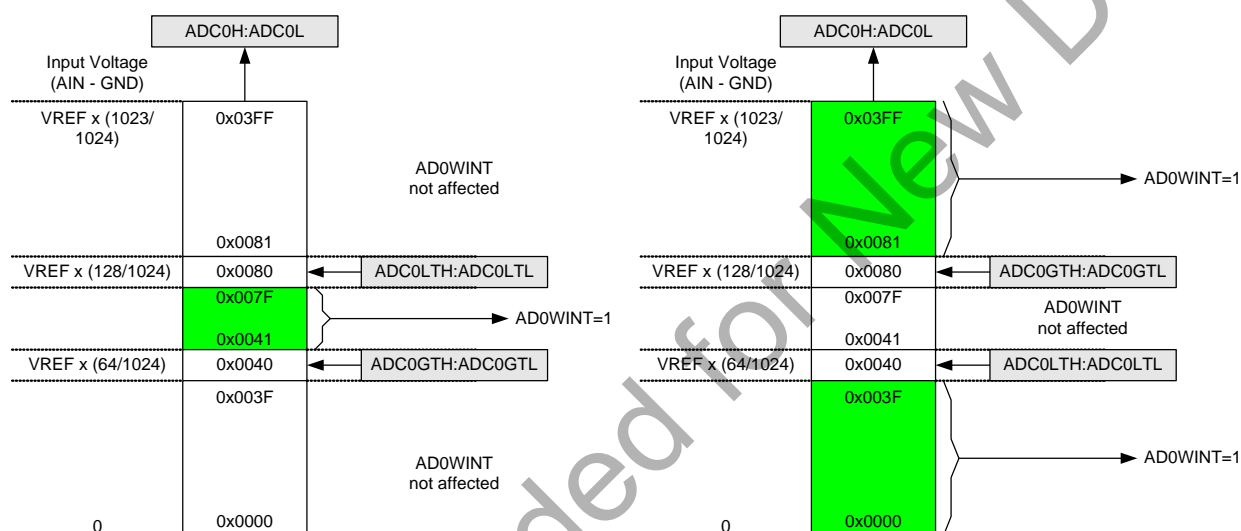 ADC0H:ADC0L
Input Voltage
(AIN - GND)
VREF x (1023/
1024)
0x03FF
AD0WINT
not affected
0x0081
VREF x (128/1024)
0x0080
ADC0LTH:ADC0LTL
0x007F
AD0WINT=1
0x0041
VREF x (64/1024)
0x0040
ADC0GTH:ADC0GTL
0x003F
AD0WINT
not affected
0
0x0000
ADC0H:ADC0L
Input Voltage
(AIN - GND)
VREF x (1023/
1024)
0x03FF
AD0WINT=1
0x0081
VREF x (128/1024)
0x0080
ADC0GTH:ADC0GTL
0x007F
AD0WINT
not affected
0x0041
VREF x (64/1024)
0x0040
ADC0LTH:ADC0LTL
0x003F
AD0WINT=1
0
0x0000
ded for New D